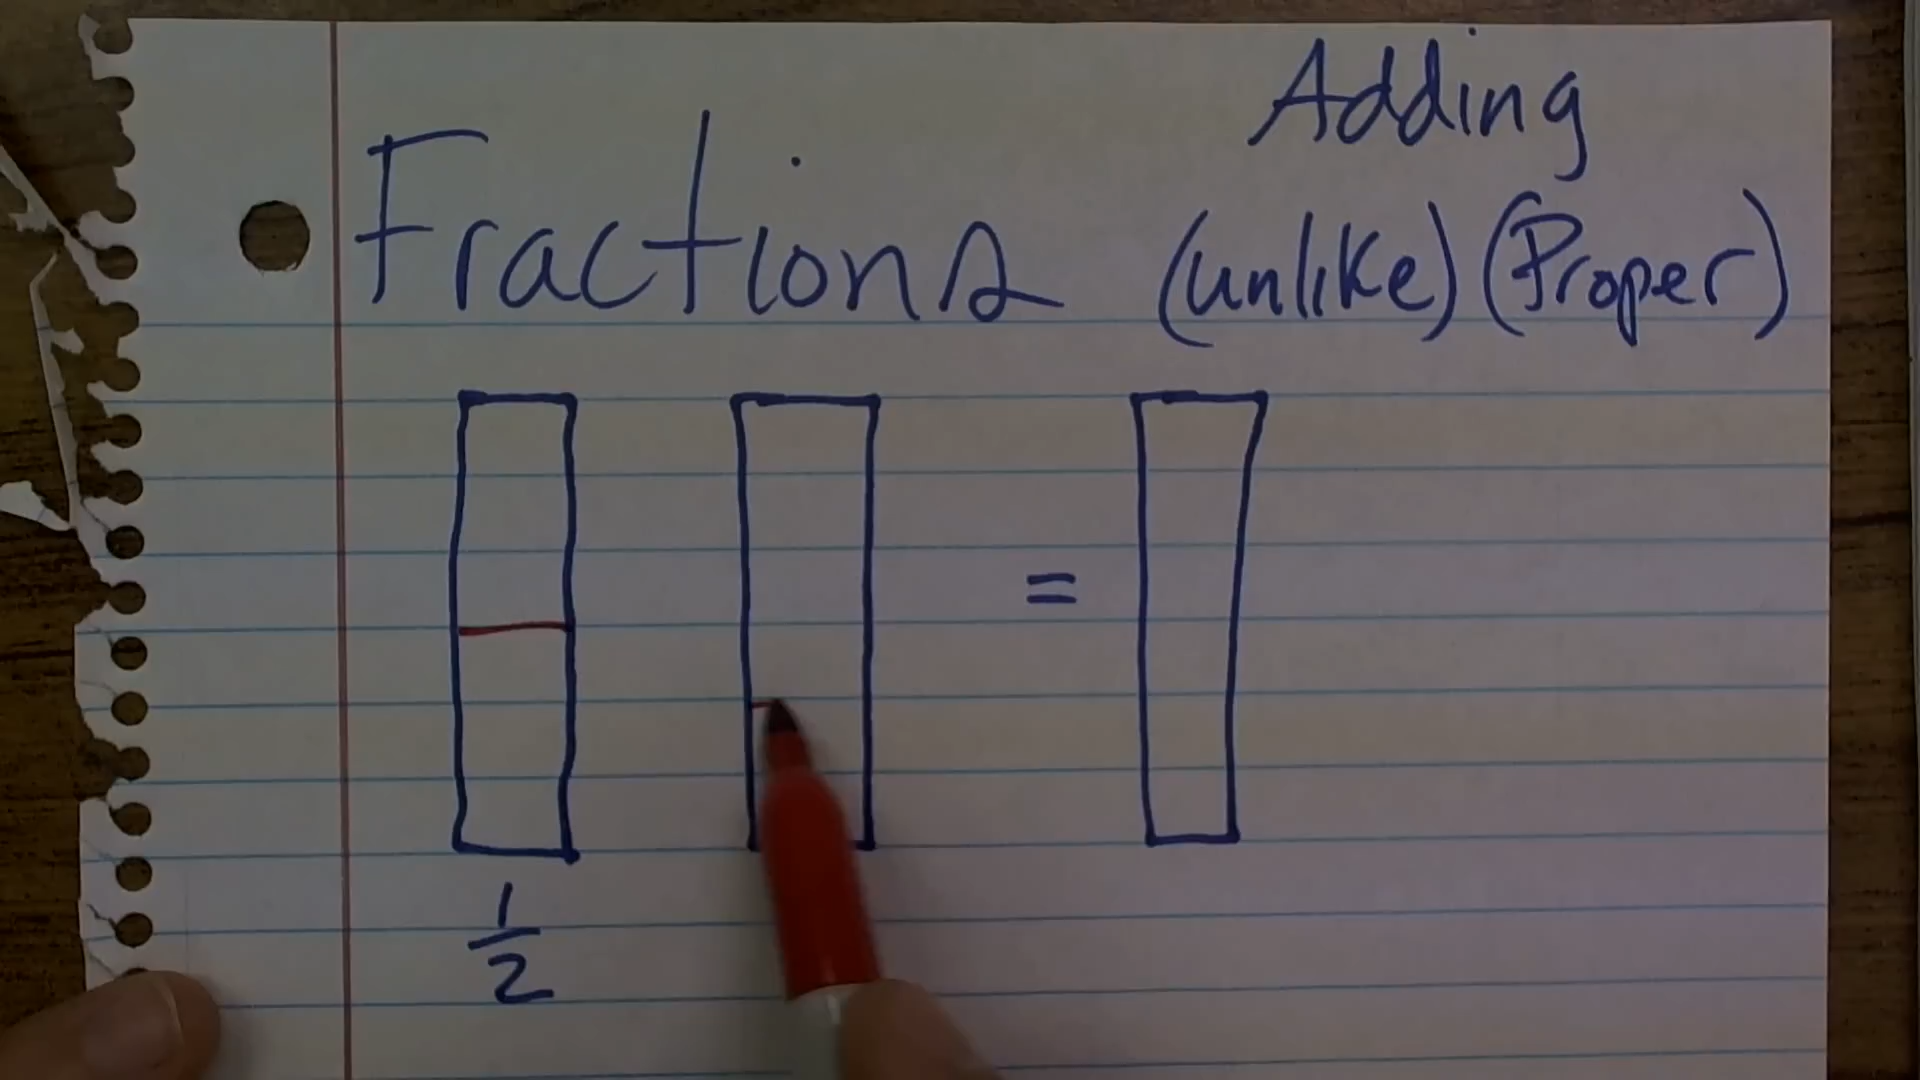 Adding
Fractions (unlike) (Proper)
=
1
2